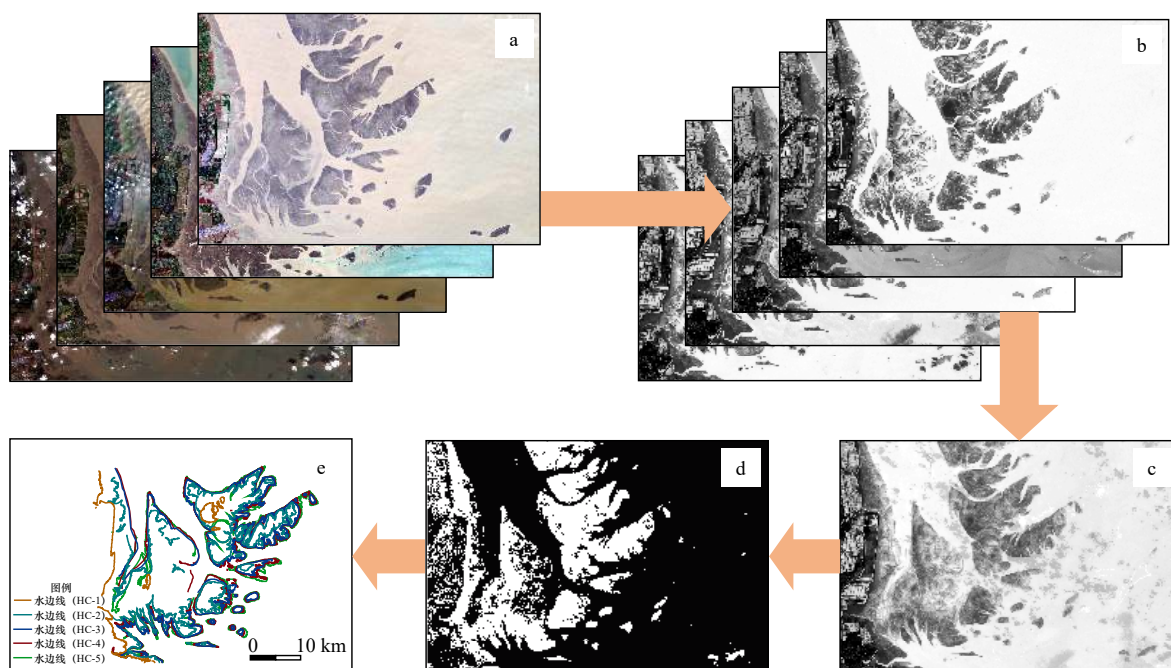 a
b
e
d
c
图例
水边线 (HC-1)
水边线 (HC-2)
水边线 (HC-3)
水边线 (HC-4)
水边线 (HC-5)
0 10 km